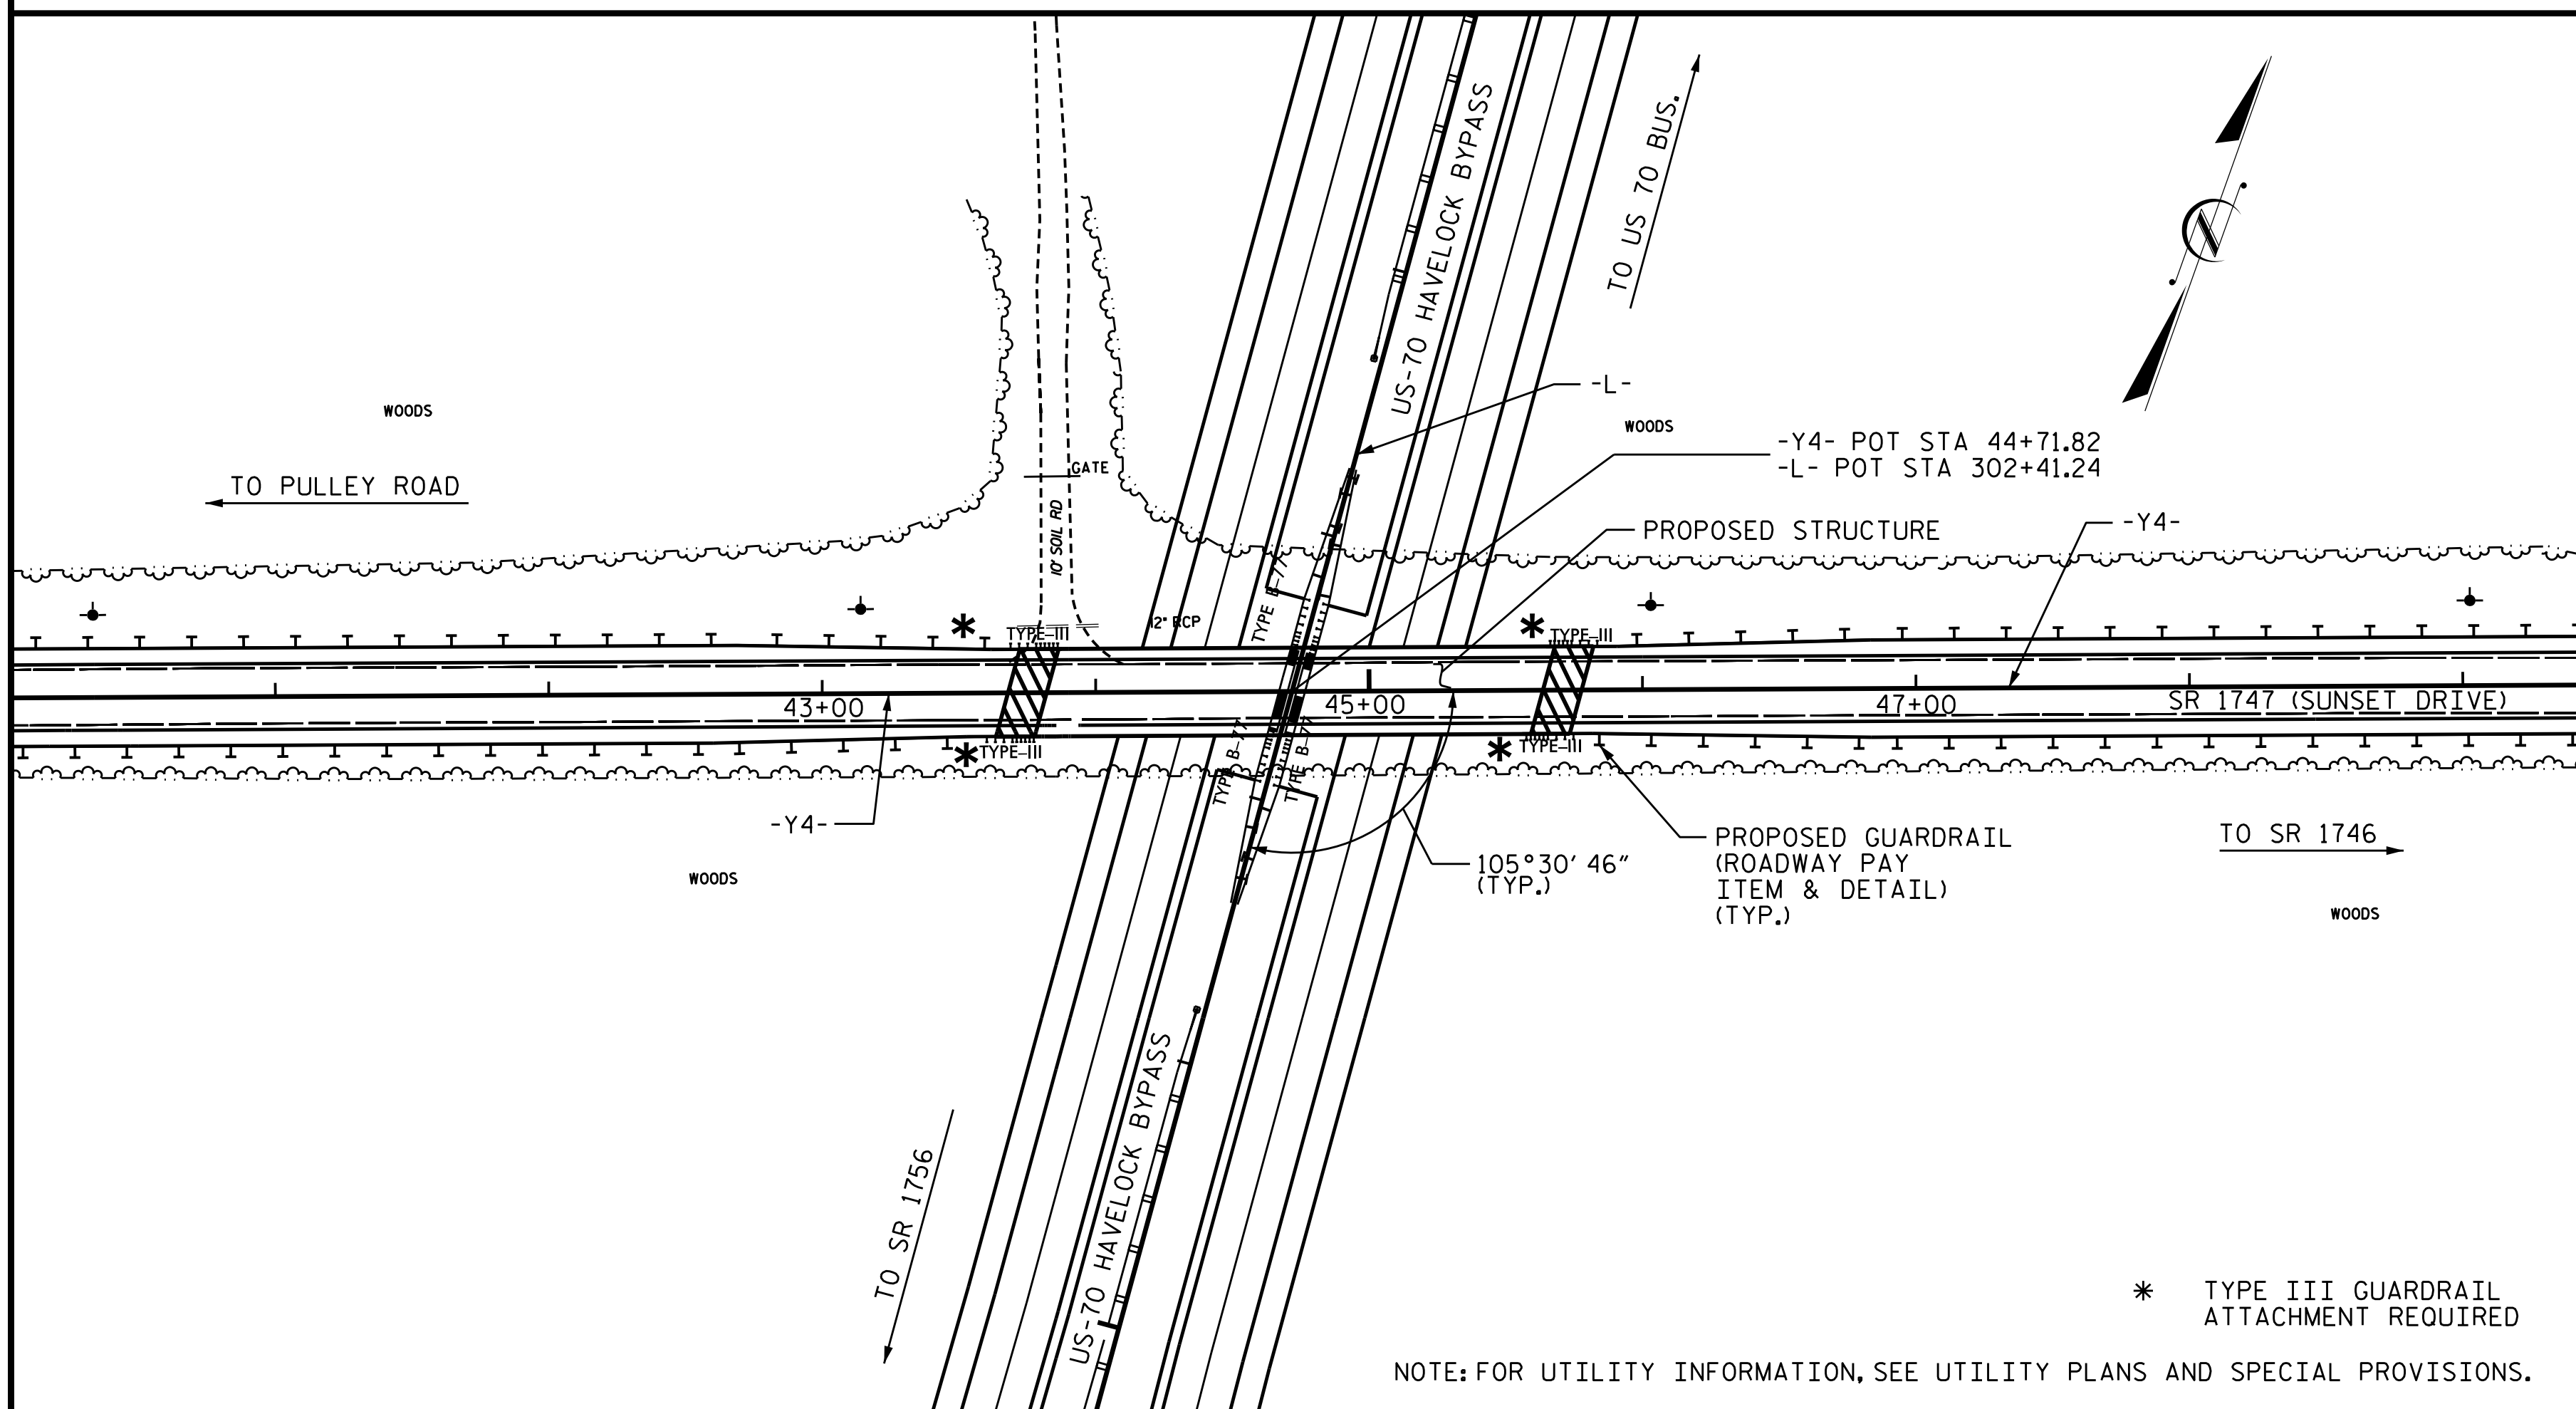 US-70 HAVELOCK BYPASS
TO US 70 BUS.
N
-L-
WOODS
WOODS
-Y4- POT STA 44+71.82
-L- POT STA 302+41.24
GATE
TO PULLEY ROAD
10' SOIL RD
PROPOSED STRUCTURE
-Y4-
TYPE B-77
12" RCP
TYPE-III
TYPE-III
43+00
45+00
47+00
SR 1747 (SUNSET DRIVE)
TYPE-III
TYPE-III
TYPE B-77
TYPE B-77
-Y4-
PROPOSED GUARDRAIL
(ROADWAY PAY
ITEM & DETAIL)
(TYP.)
TO SR 1746
105°30'46"
(TYP.)
WOODS
WOODS
US-70 HAVELOCK BYPASS
TO SR 1756
* TYPE III GUARDRAIL
ATTACHMENT REQUIRED
NOTE: FOR UTILITY INFORMATION, SEE UTILITY PLANS AND SPECIAL PROVISIONS.